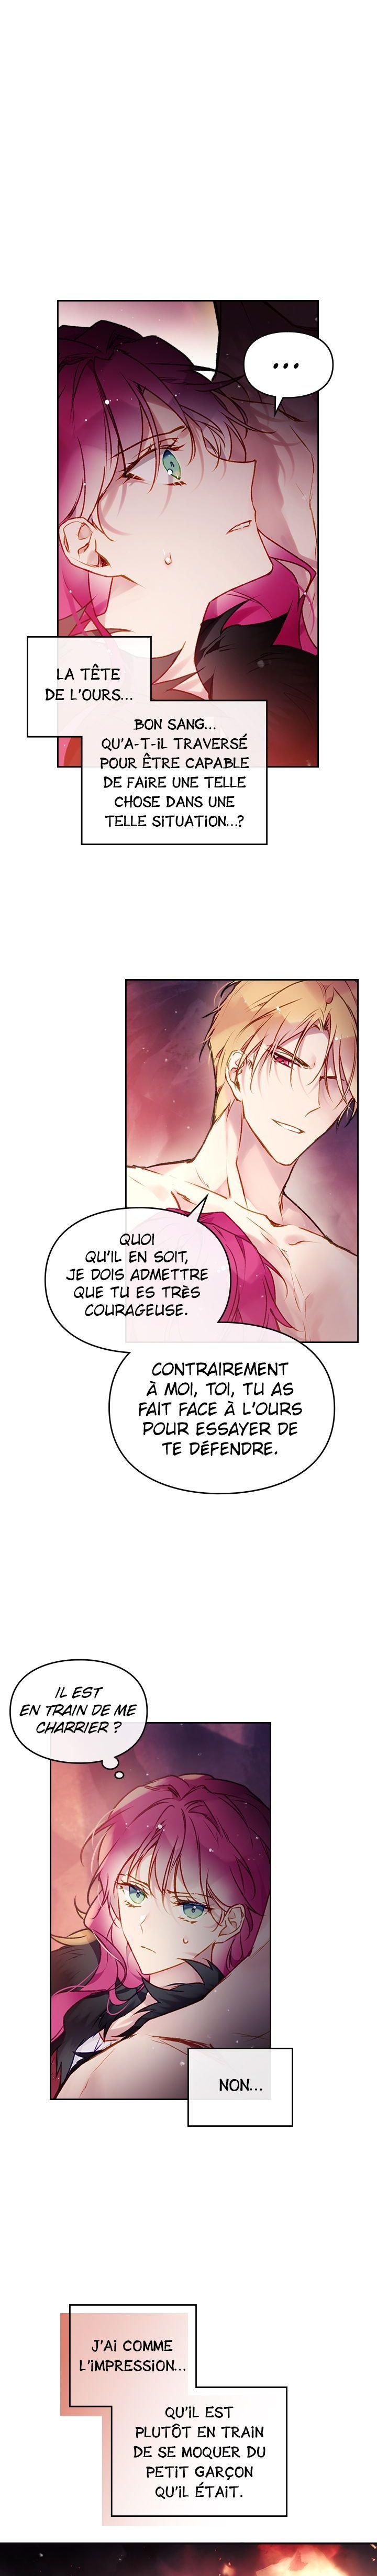 ...
LA TÊTE
DE L'OURS...
BON SANG...
QU'A-T-IL TRAVERSÉ
POUR ÊTRE CAPABLE
DE FAIRE UNE TELLE
CHOSE DANS UNE
TELLE SITUATION...?
QUOI
QU'IL EN SOIT,
JE DOIS ADMETTRE
QUE TU ES TRÈS
COURAGEUSE.
CONTRAIREMENT
À MOI, TOI, TU AS
FAIT FACE À L'OURS
POUR ESSAYER DE
TE DÉFENDRE.
IL EST
EN TRAIN DE ME
CHARRIER ?
NON...
J'AI COMME
L'IMPRESSION...
QU'IL EST
PLUTÔT EN TRAIN
DE SE MOQUER DU
PETIT GARÇON
QU'IL ÉTAIT.